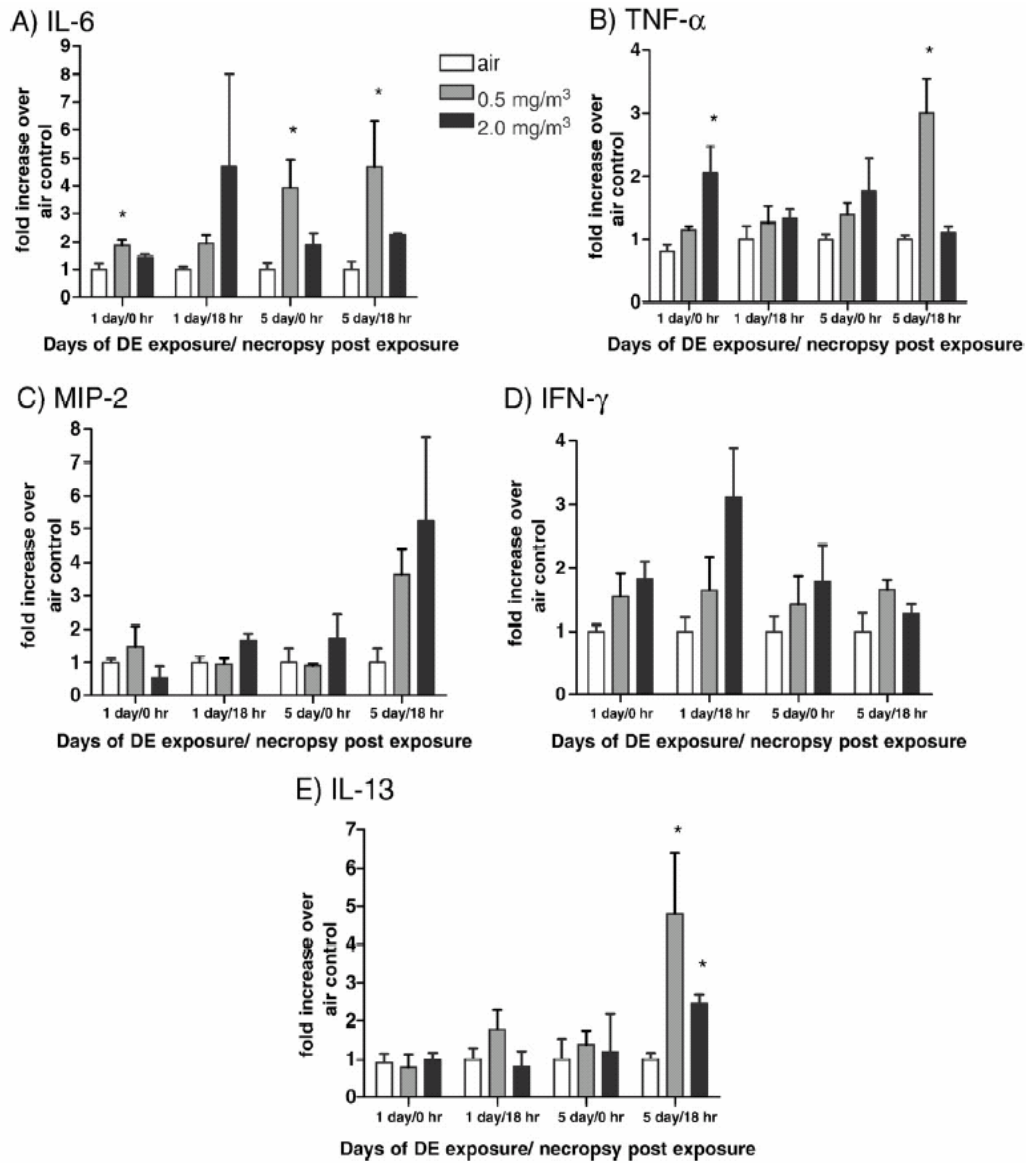 A) IL-6
fold increase over
air control
9
8
7
6
5
4
3
2
1
0
*
*
*
1 day/0 hr 1 day/18 hr 5 day/0 hr 5 day/18 hr
Days of DE exposure/ necropsy post exposure
air
0.5 mg/m³
2.0 mg/m³
B) TNF-α
fold increase over
air control
4
3
2
1
0
*
*
1 day/0 hr 1 day/18 hr 5 day/0 hr 5 day/18 hr
Days of DE exposure/ necropsy post exposure
C) MIP-2
fold increase over
air control
8
7
6
5
4
3
2
1
0
1 day/0 hr 1 day/18 hr 5 day/0 hr 5 day/18 hr
Days of DE exposure/ necropsy post exposure
D) IFN-γ
fold increase over
air control
4
3
2
1
0
1 day/0 hr 1 day/18 hr 5 day/0 hr 5 day/18 hr
Days of DE exposure/ necropsy post exposure
E) IL-13
fold increase over
air control
7
6
5
4
3
2
1
0
*
*
1 day/0 hr 1 day/18 hr 5 day/0 hr 5 day/18 hr
Days of DE exposure/ necropsy post exposure